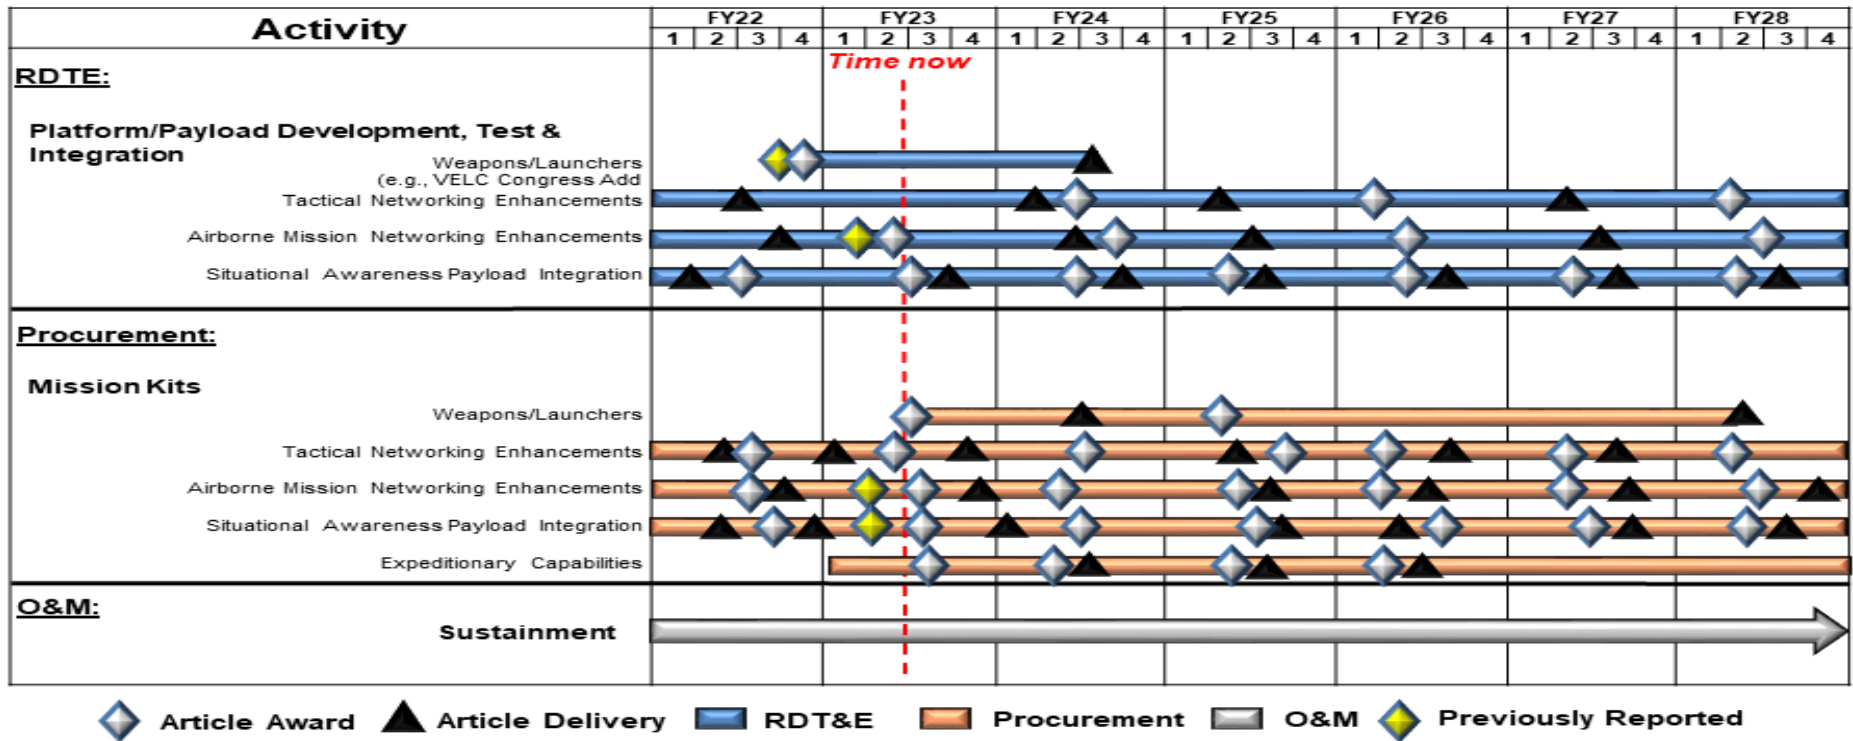 Activity
FY22 FY23 FY24 FY25 FY26 FY27 FY28
1 2 3 4 1 2 3 4 1 2 3 4 1 2 3 4 1 2 3 4 1 2 3 4 1 2 3 4
Time now
RDTE:
Platform/Payload Development, Test &
Integration
Weapons/Launchers
(e.g., VELC Congress Add
Tactical Networking Enhancements
Airborne Mission Networking Enhancements
Situational Awareness Payload Integration
Procurement:
Mission Kits
Weapons/Launchers
Tactical Networking Enhancements
Airborne Mission Networking Enhancements
Situational Awareness Payload Integration
Expeditionary Capabilities
O&M:
Sustainment
Article Award Article Delivery RDT&E Procurement O&M Previously Reported